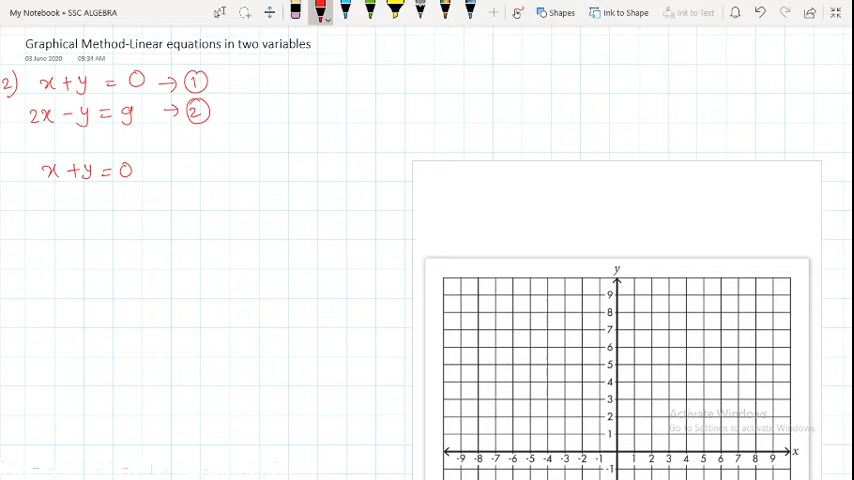 My Notebook » SSC ALGEBRA
Shapes
Ink to Shape
Ink to Text
Graphical Method-Linear equations in two variables
03 June 2020 09:34 AM
2) x + y = 0 → 1
2x - y = 9 → 2
x + y = 0
y
9
8
7
6
5
4
3
2
1
Activate Windows
Go to Settings to activate Windows.
x
-9 -8 -7 -6 -5 -4 -3 -2 -1 1 2 3 4 5 6 7 8 9
-1